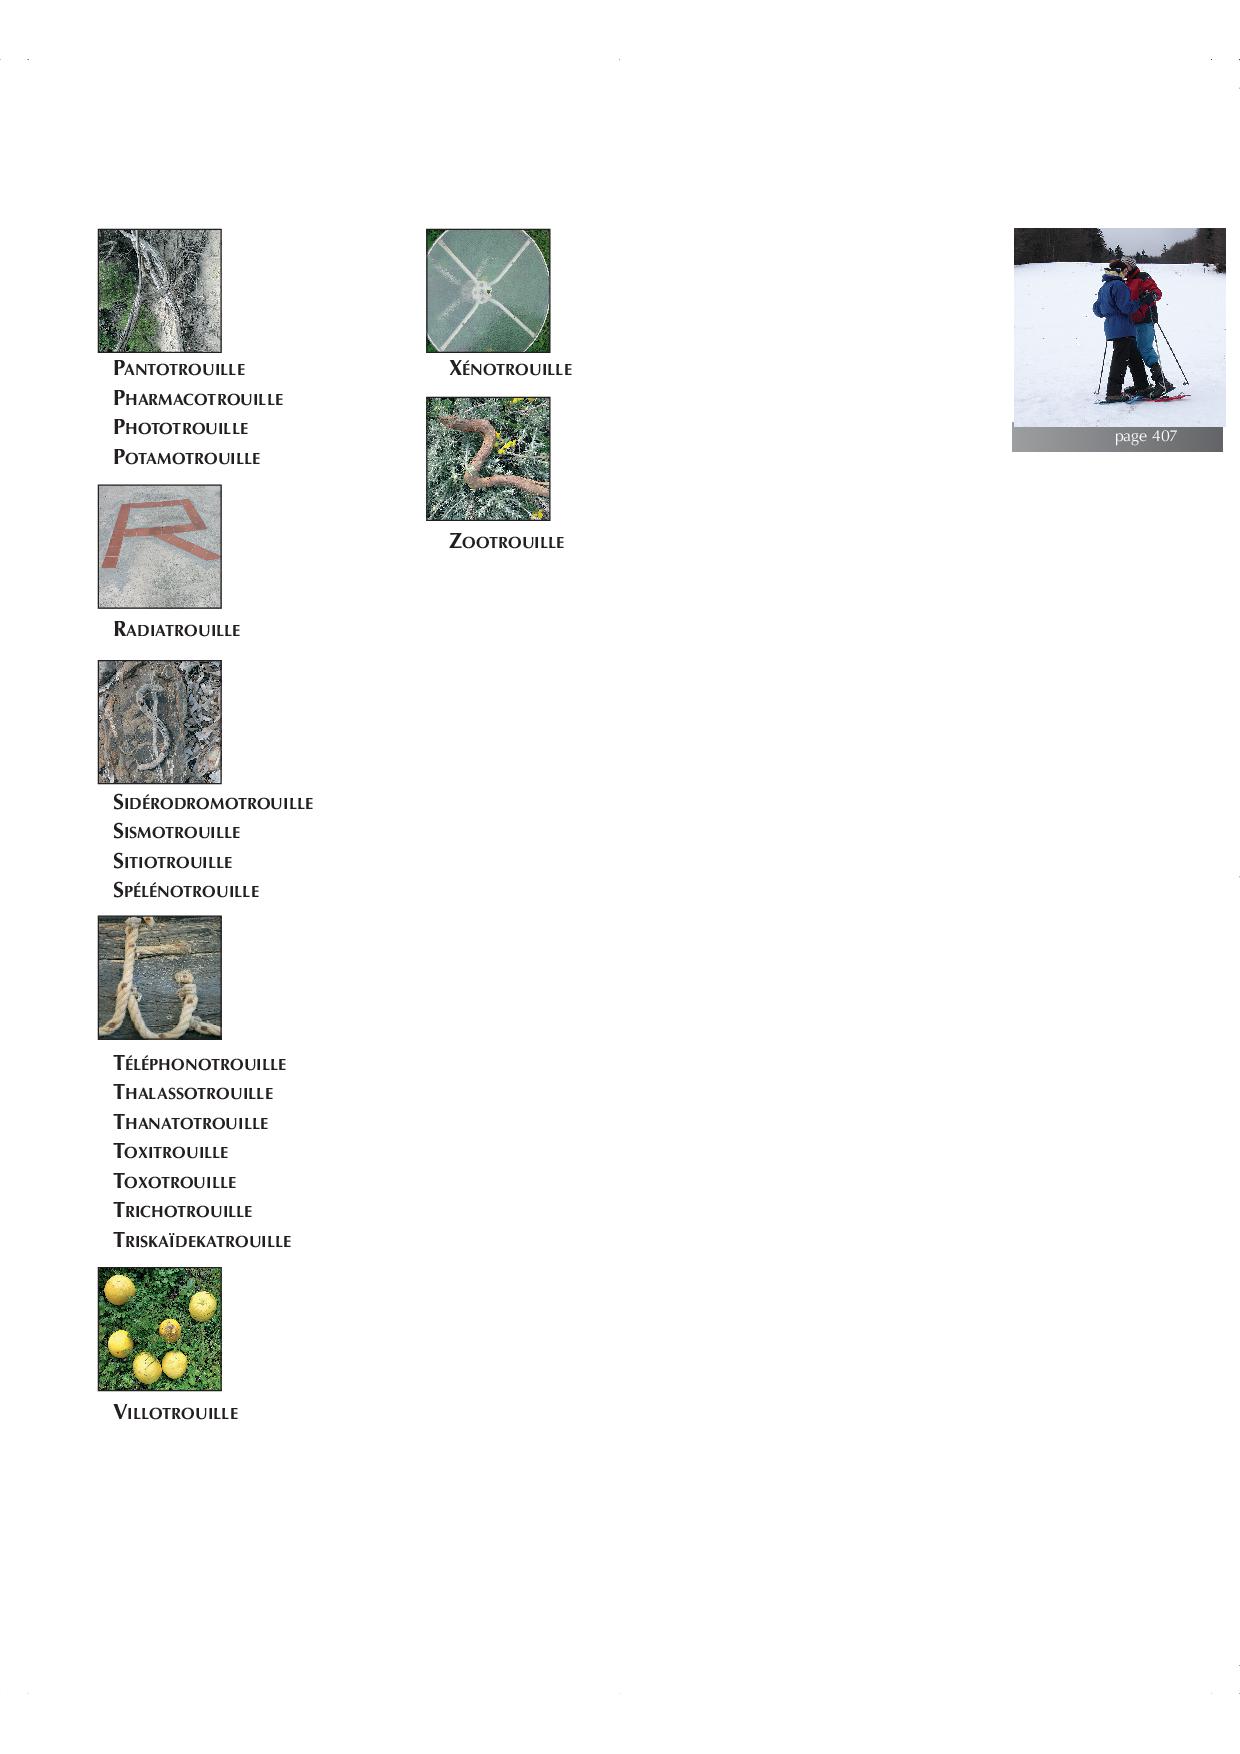 Pantotrouille
Pharmacotrouille
Phototrouille
Potamotrouille
R
Radiatrouille
S
Sidérodromotrouille
Sismotrouille
Sitiotrouille
Spélénotrouille
Téléphonotrouille
Thalassotrouille
Thanatotrouille
Toxitrouille
Toxotrouille
Trichotrouille
Triskaïdekatrouille
Villotrouille
Xénotrouille
Zootrouille
page 407